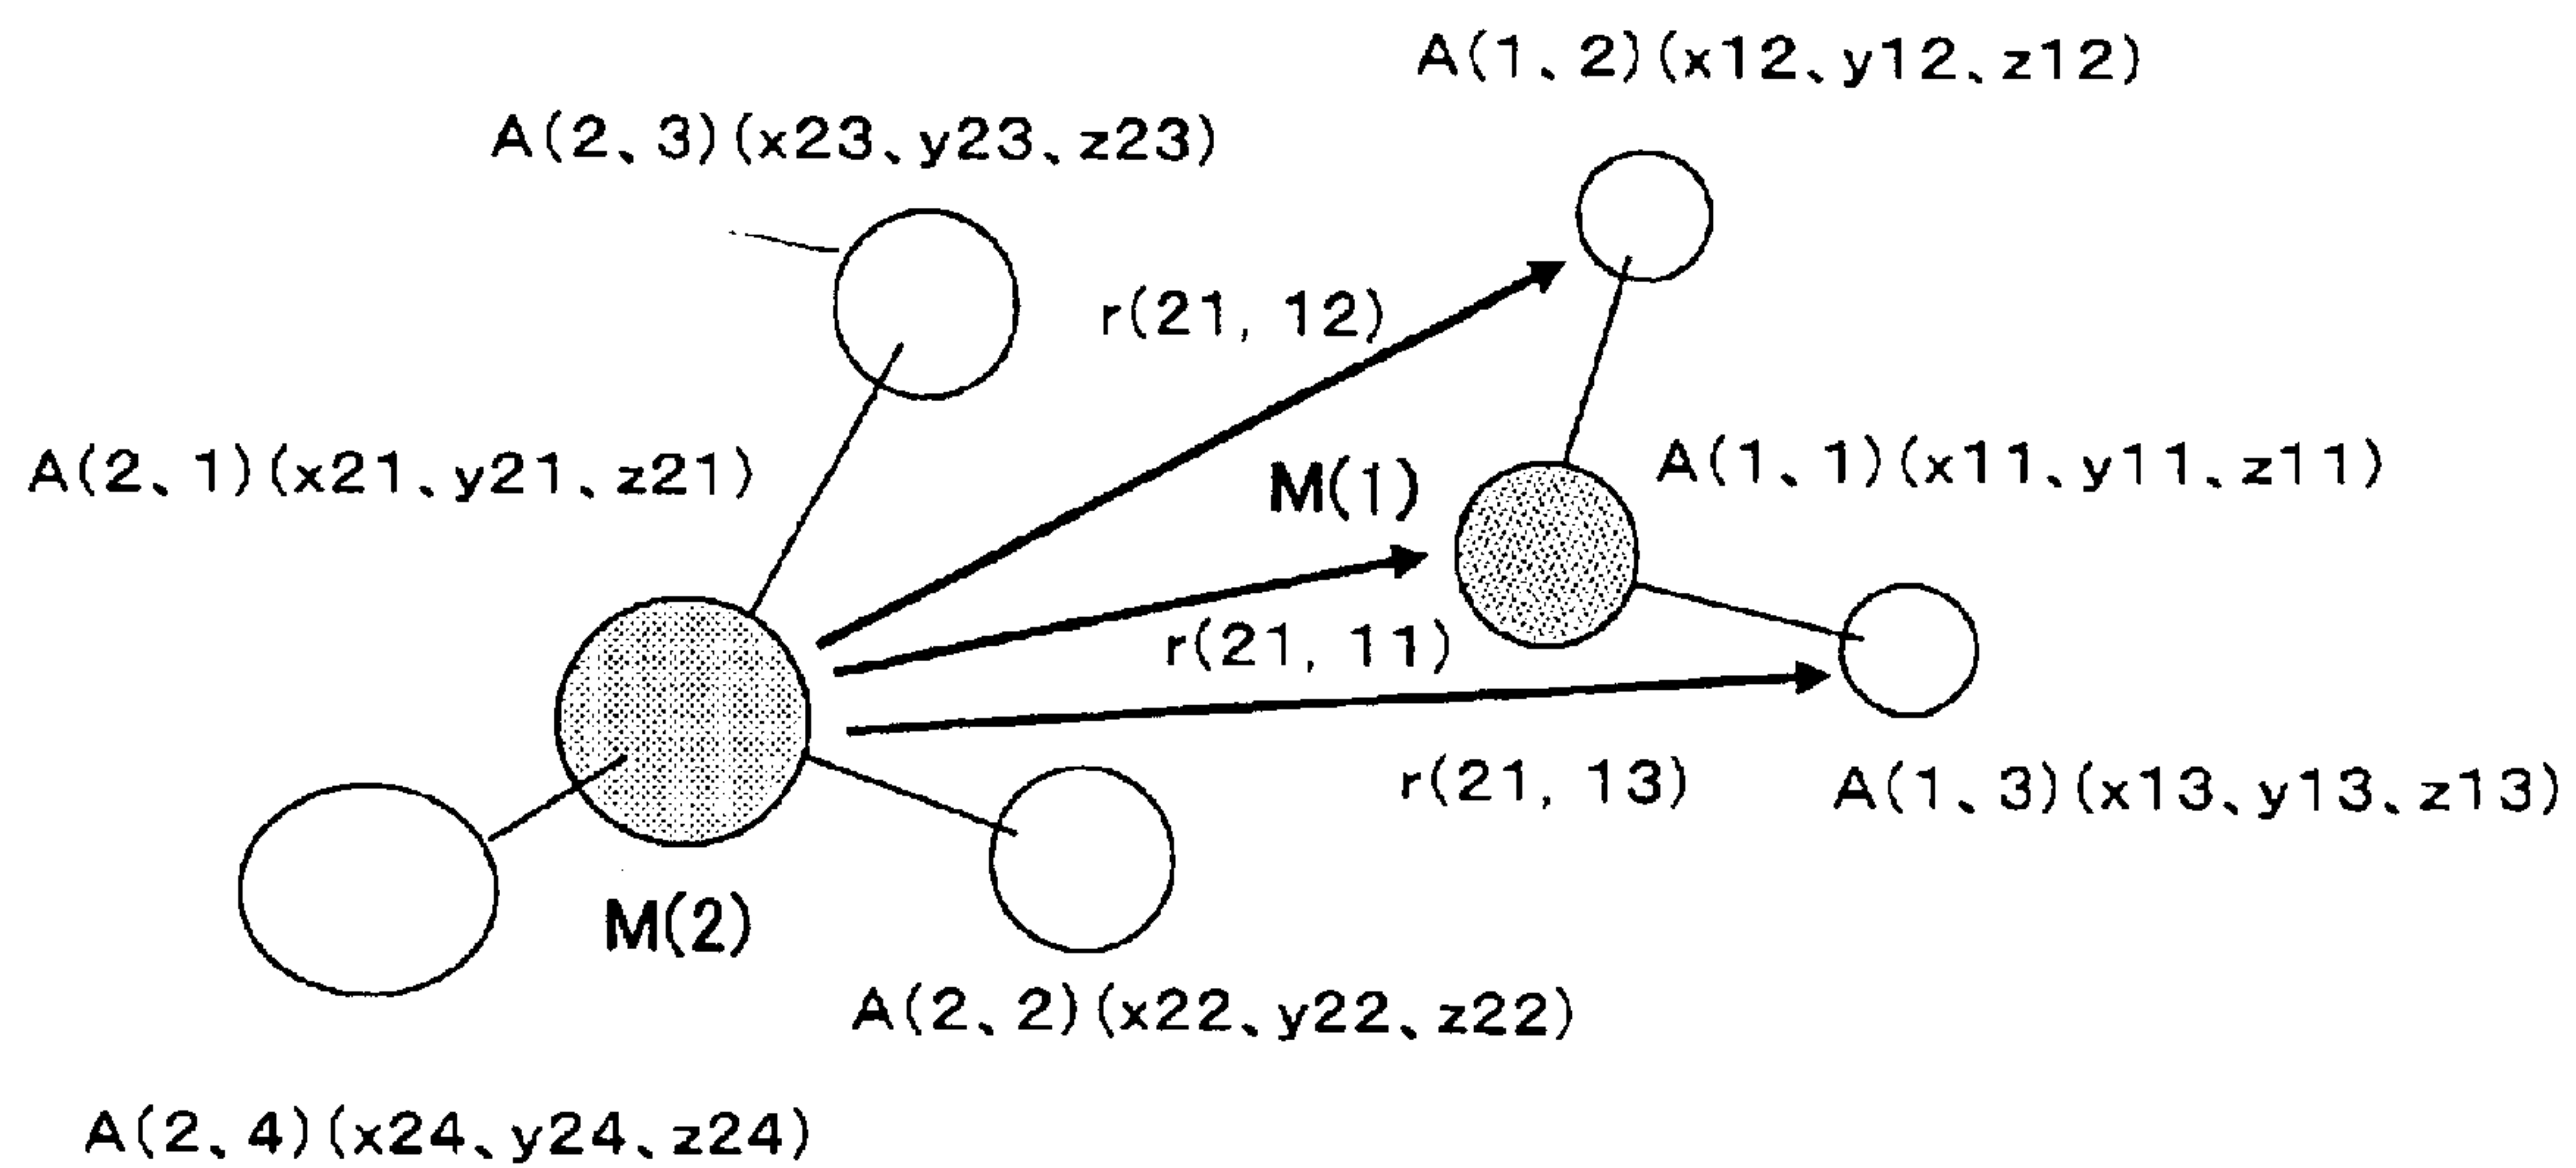 A(1、2)(x12、y12、z12)
A(2、3)(x23、y23、z23)
r(21, 12)
A(2、1)(x21、y21、z21)
M(1)
A(1、1)(x11、y11、z11)
r(21, 11)
r(21, 13)
A(1、3)(x13、y13、z13)
M(2)
A(2、2)(x22、y22、z22)
A(2、4)(x24、y24、z24)